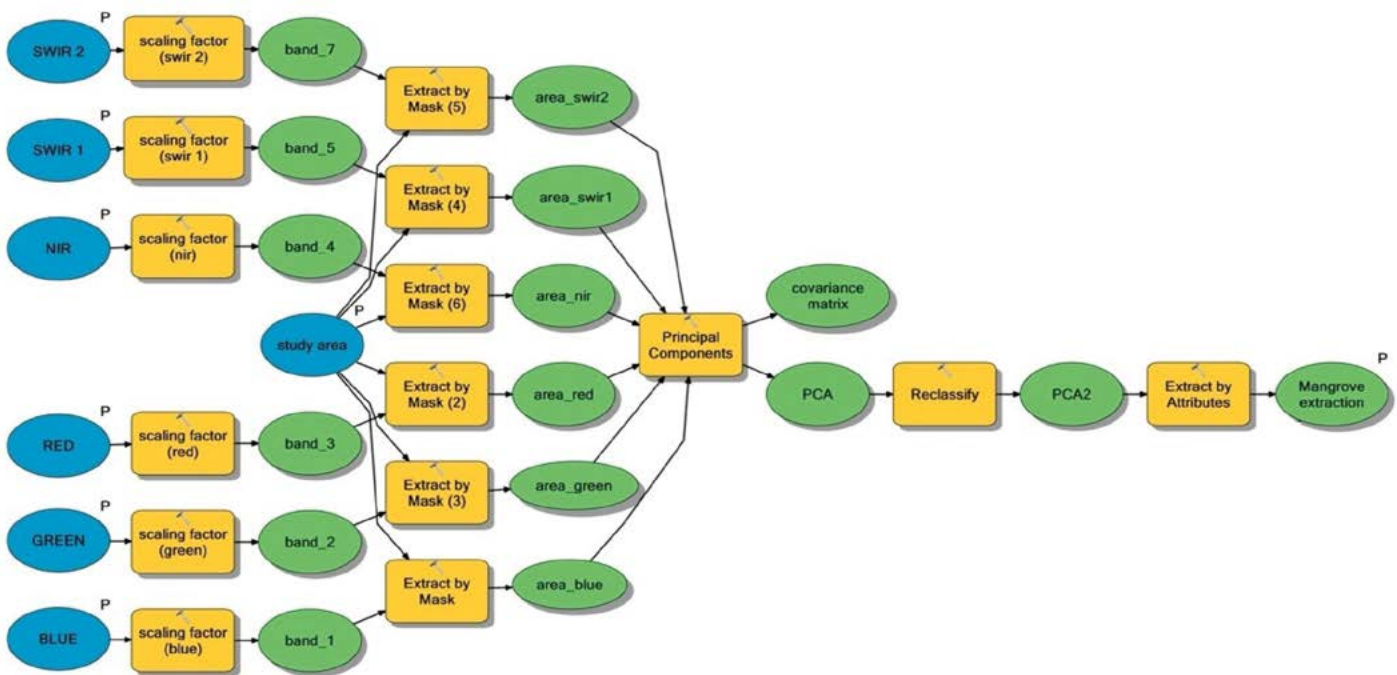 P
SWIR 2
scaling factor
(swir 2)
band_7
Extract by
Mask (5)
area_swir2
P
SWIR 1
scaling factor
(swir 1)
band_5
Extract by
Mask (4)
area_swir1
P
NIR
scaling factor
(nir)
band_4
Extract by
Mask (6)
area_nir
P
study area
Extract by
Mask (2)
area_red
P
RED
scaling factor
(red)
band_3
Extract by
Mask (3)
area_green
P
GREEN
scaling factor
(green)
band_2
Extract by
Mask
area_blue
P
BLUE
scaling factor
(blue)
band_1
Principal
Components
covariance
matrix
PCA
Reclassify
PCA2
Extract by
Attributes
P
Mangrove
extraction